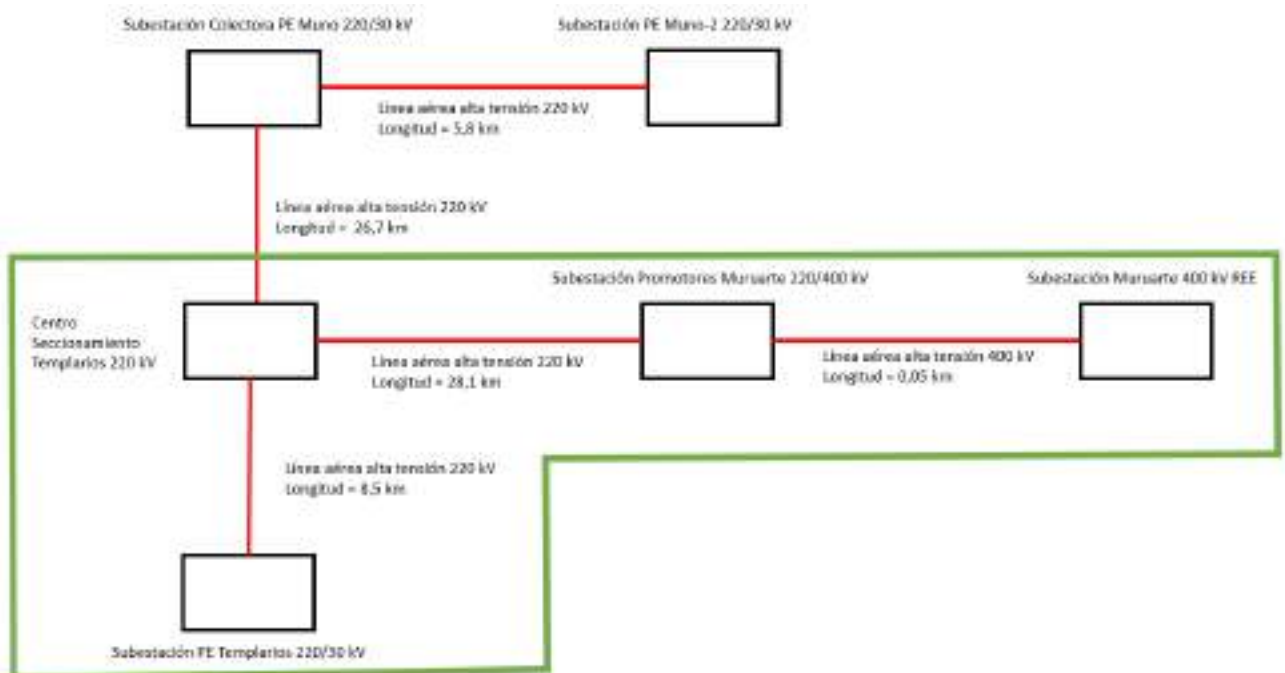 Subestación Colectora PE Muno 220/30 kV
Subestación PE Muno-2 220/30 kV
Línea aérea alta tensión 220 kV
Longitud = 5,8 km
Línea aérea alta tensión 220 kV
Longitud = 26,7 km
Subestación Promotores Muruarte 220/400 kV
Subestación Muruarte 400 kV REE
Centro
Seccionamiento
Templarios 220 kV
Línea aérea alta tensión 220 kV
Longitud = 28,1 km
Línea aérea alta tensión 400 kV
Longitud = 0,05 km
Línea aérea alta tensión 220 kV
Longitud = 8,5 km
Subestación PE Templarios 220/30 kV